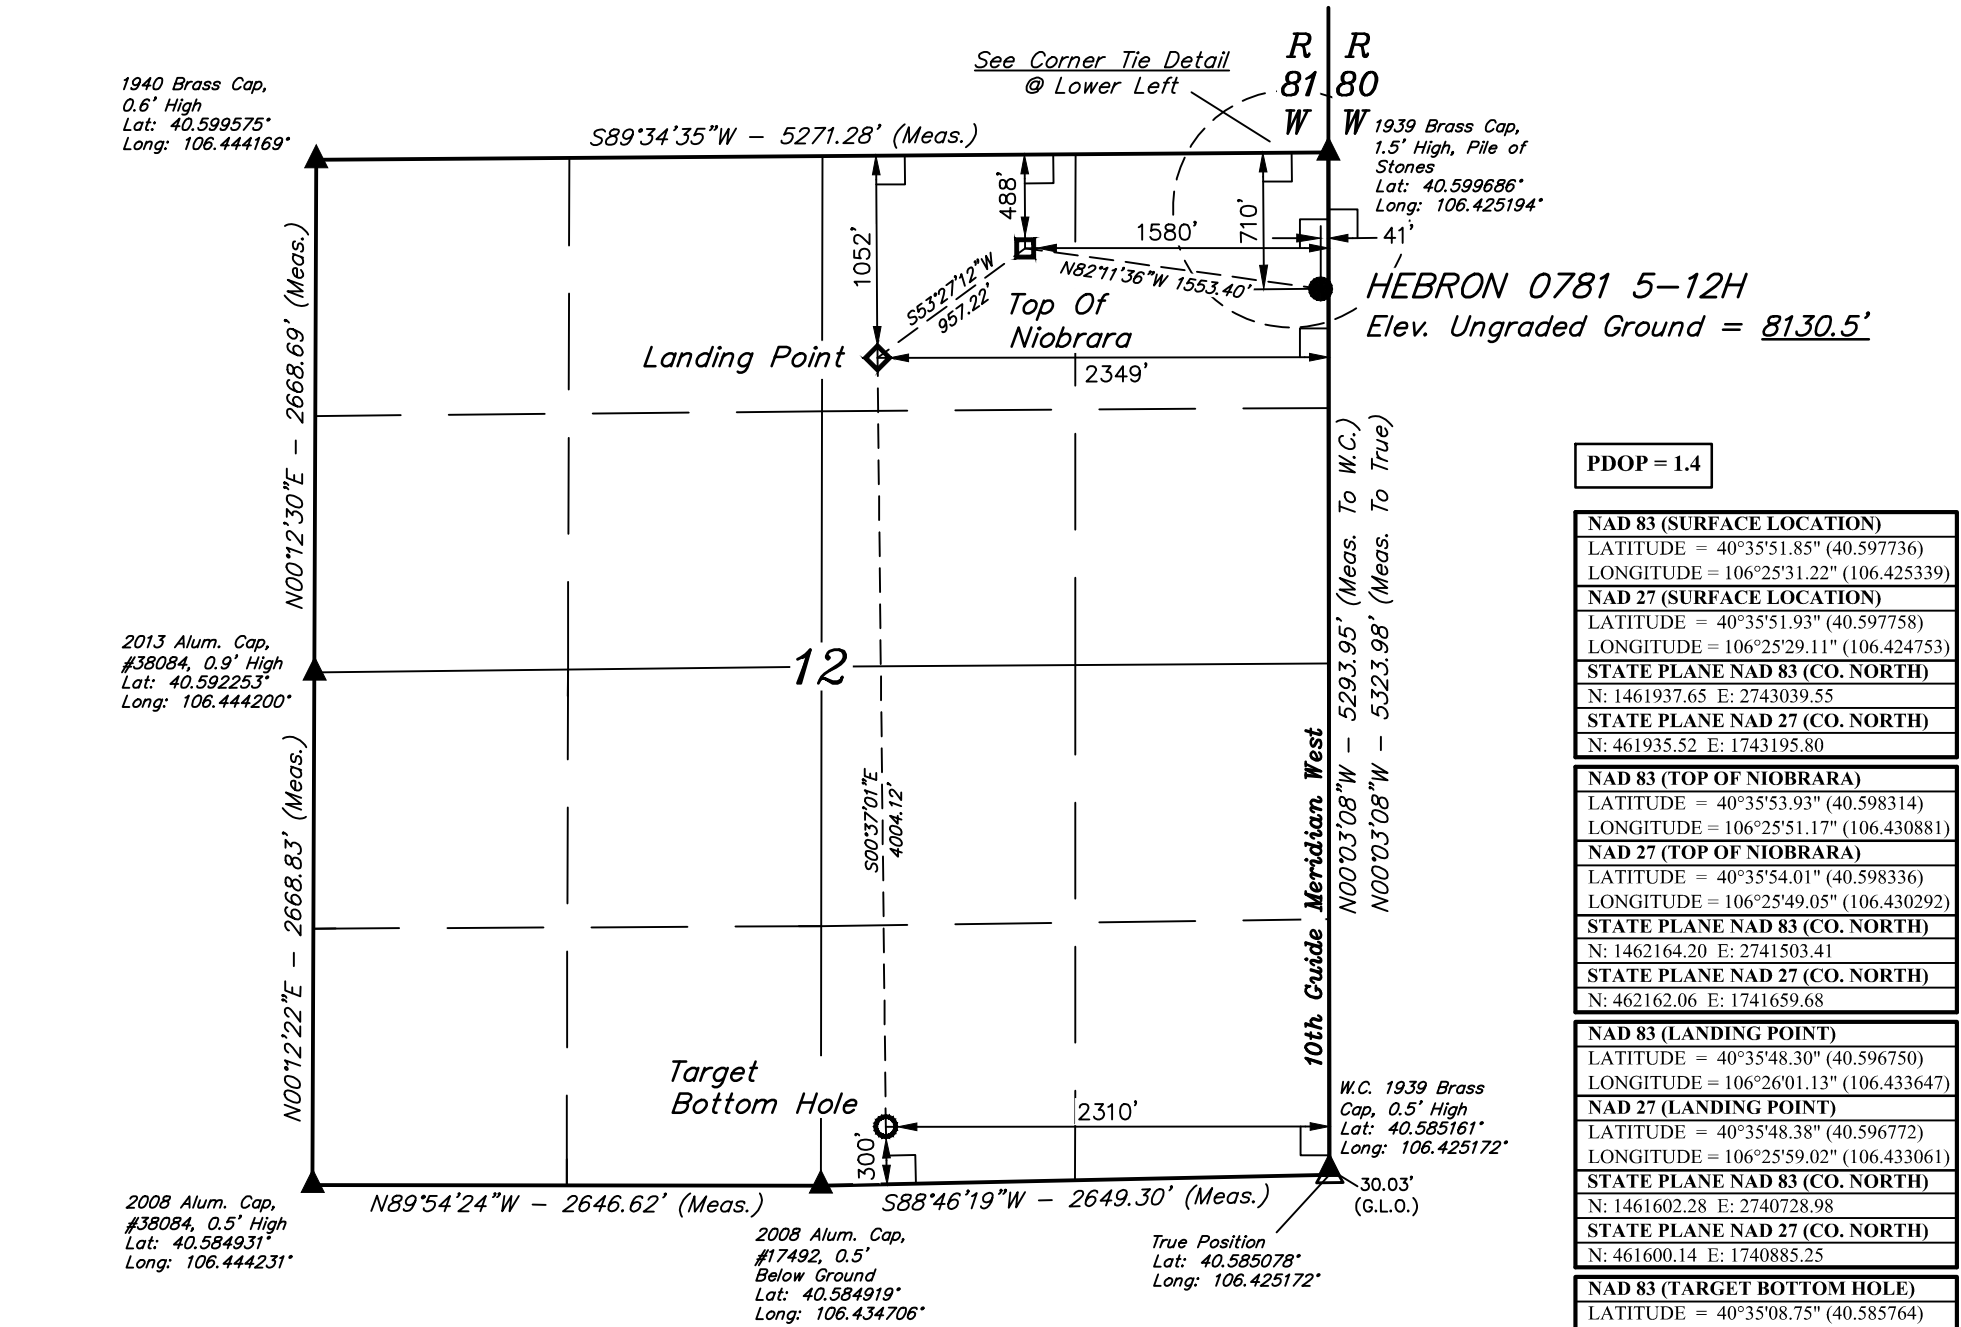 See Corner Tie Detail
@ Lower Left
R R
81 80
W W
1940 Brass Cap,
0.6' High
Lat: 40.599575°
Long: 106.444169°
S89°34'35"W - 5271.28' (Meas.)
1939 Brass Cap,
1.5' High, Pile of
Stones
Lat: 40.599686°
Long: 106.425194°
488'
710'
1052'
1580'
41'
N82°11'36"W 1553.40'
S53°27'12"W
957.22'
HEBRON 0781 5-12H
Elev. Ungraded Ground = 8130.5'
Top Of
Niobrara
Landing Point
2349'
N00°12'30"E - 2668.69' (Meas.)
2013 Alum. Cap,
#38084, 0.9' High
Lat: 40.592253°
Long: 106.444200°
12
N00°03'08"W - 5293.95' (Meas. To W.C.)
N00°03'08"W - 5323.98' (Meas. To True)
10th Guide Meridian West
S00°37'01"E
4004.12'
N00°12'22"E - 2668.83' (Meas.)
Target
Bottom Hole
2310'
300'
W.C. 1939 Brass
Cap, 0.5' High
Lat: 40.585161°
Long: 106.425172°
30.03'
(G.L.O.)
2008 Alum. Cap,
#38084, 0.5' High
Lat: 40.584931°
Long: 106.444231°
N89°54'24"W - 2646.62' (Meas.)
S88°46'19"W - 2649.30' (Meas.)
2008 Alum. Cap,
#17492, 0.5'
Below Ground
Lat: 40.584919°
Long: 106.434706°
True Position
Lat: 40.585078°
Long: 106.425172°
PDOP = 1.4
NAD 83 (SURFACE LOCATION)
LATITUDE = 40°35'51.85" (40.597736)
LONGITUDE = 106°25'31.22" (106.425339)
NAD 27 (SURFACE LOCATION)
LATITUDE = 40°35'51.93" (40.597758)
LONGITUDE = 106°25'29.11" (106.424753)
STATE PLANE NAD 83 (CO. NORTH)
N: 1461937.65 E: 2743039.55
STATE PLANE NAD 27 (CO. NORTH)
N: 461935.52 E: 1743195.80
NAD 83 (TOP OF NIOBRARA)
LATITUDE = 40°35'53.93" (40.598314)
LONGITUDE = 106°25'51.17" (106.430881)
NAD 27 (TOP OF NIOBRARA)
LATITUDE = 40°35'54.01" (40.598336)
LONGITUDE = 106°25'49.05" (106.430292)
STATE PLANE NAD 83 (CO. NORTH)
N: 1462164.20 E: 2741503.41
STATE PLANE NAD 27 (CO. NORTH)
N: 462162.06 E: 1741659.68
NAD 83 (LANDING POINT)
LATITUDE = 40°35'48.30" (40.596750)
LONGITUDE = 106°26'01.13" (106.433647)
NAD 27 (LANDING POINT)
LATITUDE = 40°35'48.38" (40.596772)
LONGITUDE = 106°25'59.02" (106.433061)
STATE PLANE NAD 83 (CO. NORTH)
N: 1461602.28 E: 2740728.98
STATE PLANE NAD 27 (CO. NORTH)
N: 461600.14 E: 1740885.25
NAD 83 (TARGET BOTTOM HOLE)
LATITUDE = 40°35'08.75" (40.585764)